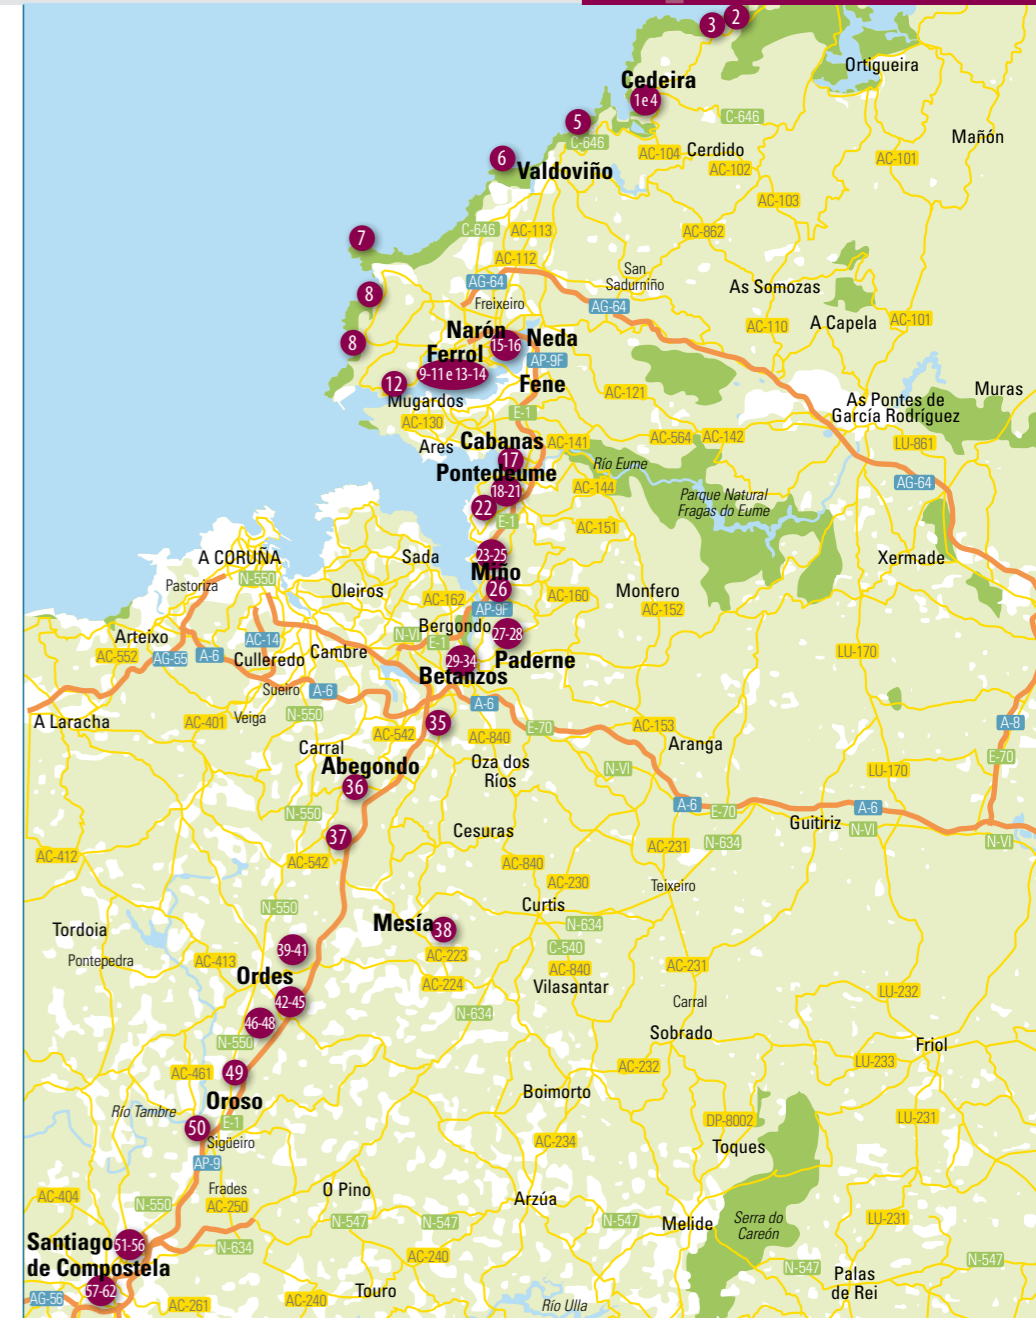 2
3
Ortigueira
Cedeira
1 e 4
5
C-646
C-646
Mañón
AC-104
Cerdido
AC-102
AC-101
6
Valdoviño
AC-103
7
C-646
AC-113
AC-862
AC-112
San
Sadurniño
AG-64
As Somozas
8
Freixeiro
AG-64
A Capela
AC-101
AC-110
Narón
15-16
Neda
8
Ferrol
AP-9F
9-11 e 13-14
12
Fene
Mugardos
AC-121
Muras
As Pontes de
García Rodríguez
E-1
AC-130
Ares
Cabanas
AC-141
AC-564
AC-142
LU-861
17
Río Eume
Pontedeume
AG-64
18-21
AC-144
Parque Natural
Fragas do Eume
22
E-1
AC-151
A CORUÑA
Sada
23-25
Xermade
Miño
Pastoriza
N-550
Oleiros
26
AC-162
AC-160
Monfero
AP-9F
AC-152
Arteixo
Bergondo
27-28
N-VI
E-1
AC-14
AC-552
AG-55
A-6
Culleredo
Cambre
29-34
Paderne
LU-170
Betanzos
Sueiro
A-6
A-6
A Laracha
AC-401
Veiga
N-550
35
E-70
AC-153
A-8
AC-542
AC-840
Carral
Aranga
E-70
Abegondo
Oza dos
Ríos
N-VI
LU-170
36
A-6
E-70
A-6
N-550
Guitiriz
N-VI
37
Cesuras
AC-231
N-634
N-VI
AC-412
AC-542
AC-840
AC-230
Teixeiro
N-550
Curtis
Tordoia
Mesía
38
N-634
39-41
C-540
Pontepedra
AC-413
AC-223
AC-840
AC-231
Ordes
AC-224
Vilasantar
LU-232
42-45
Carral
46-48
N-634
Sobrado
N-550
Friol
49
AC-461
AC-232
LU-233
Oroso
Boimorto
Río Tambre
E-1
DP-8002
LU-231
50
Sigüeiro
AC-234
Toques
AP-9
Frades
AC-404
N-550
AC-250
O Pino
Arzúa
N-547
N-547
N-547
Melide
Serra do
Careón
LU-231
Santiago
de Compostela
51-56
N-634
AC-240
N-547
N-547
57-62
Palas
de Rei
AG-56
AC-261
AC-240
Touro
Río Ulla